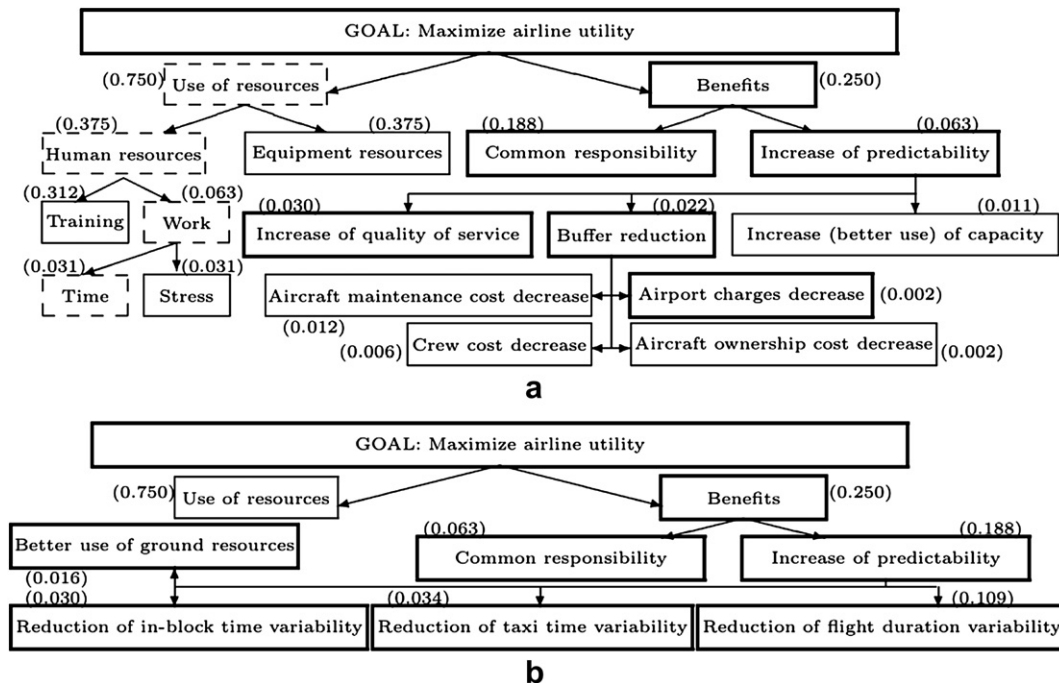 GOAL: Maximize airline utility
(0.750)
Use of resources
Benefits
(0.250)
(0.375)
(0.375)
(0.188)
(0.063)
Human resources
Equipment resources
Common responsibility
Increase of predictability
(0.312)
(0.063)
Training
Work
(0.030)
(0.022)
(0.011)
Increase of quality of service
Buffer reduction
Increase (better use) of capacity
(0.031)
(0.031)
Time
Stress
Aircraft maintenance cost decrease
Airport charges decrease
(0.002)
(0.012)
(0.006)
Crew cost decrease
Aircraft ownership cost decrease
(0.002)
a
GOAL: Maximize airline utility
(0.750)
Use of resources
Benefits
(0.250)
Better use of ground resources
(0.063)
(0.188)
Common responsibility
Increase of predictability
(0.016)
(0.030)
(0.034)
(0.109)
Reduction of in-block time variability
Reduction of taxi time variability
Reduction of flight duration variability
b